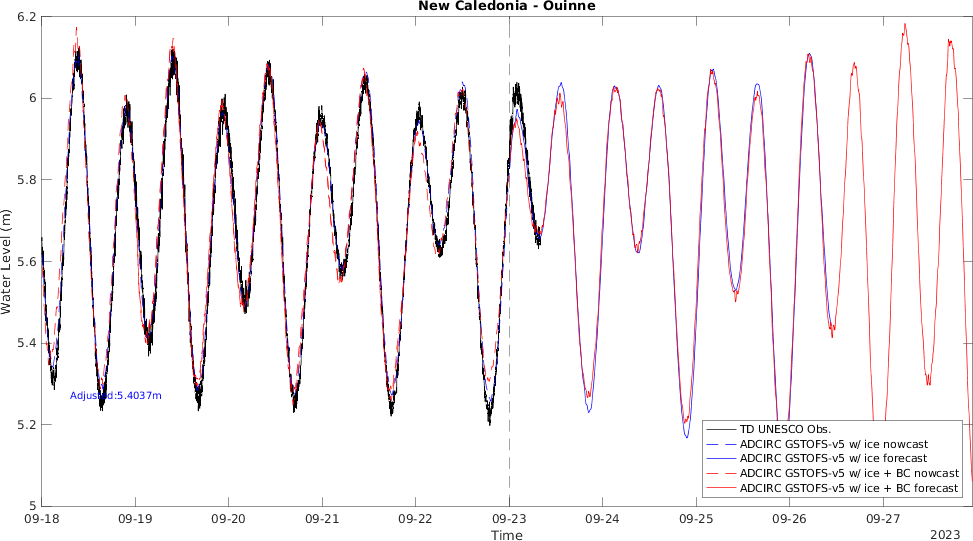 New Caledonia - Ouinne
Water Level (m)
6.2
6
5.8
5.6
5.4
5.2
5
Adjusted:5.4037m
TD UNESCO Obs.
ADCIRC GSTOFS-v5 w/ ice nowcast
ADCIRC GSTOFS-v5 w/ ice forecast
ADCIRC GSTOFS-v5 w/ ice + BC nowcast
ADCIRC GSTOFS-v5 w/ ice + BC forecast
09-18 09-19 09-20 09-21 09-22 09-23 09-24 09-25 09-26 09-27
Time
2023